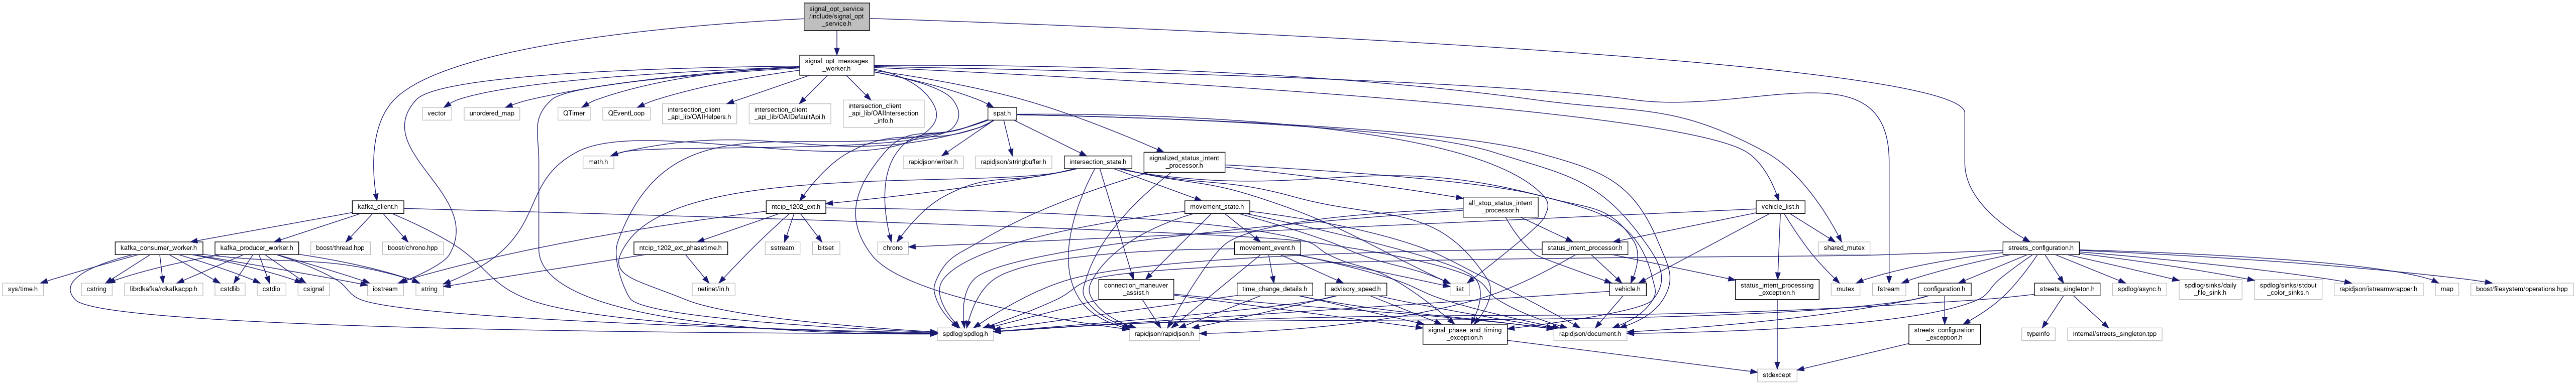 signal_opt_service
/include/signal_opt
_service.h
signal_opt_messages
_worker.h
vector
unordered_map
QTimer
QEventLoop
intersection_client
_api_lib/OAIHelpers.h
intersection_client
_api_lib/OAIDefaultApi.h
intersection_client
_api_lib/OAIIntersection
_info.h
spat.h
math.h
rapidjson/writer.h
rapidjson/stringbuffer.h
intersection_state.h
signalized_status_intent
_processor.h
kafka_client.h
ntcip_1202_ext.h
movement_state.h
all_stop_status_intent
_processor.h
vehicle_list.h
kafka_consumer_worker.h
kafka_producer_worker.h
boost/thread.hpp
boost/chrono.hpp
ntcip_1202_ext_phasetime.h
sstream
bitset
chrono
movement_event.h
status_intent_processor.h
shared_mutex
streets_configuration.h
sys/time.h
cstring
librdkafka/rdkafkacpp.h
cstdlib
cstdio
csignal
iostream
string
netinet/in.h
connection_maneuver
_assist.h
time_change_details.h
advisory_speed.h
list
vehicle.h
status_intent_processing
_exception.h
mutex
fstream
configuration.h
streets_singleton.h
spdlog/async.h
spdlog/sinks/daily
_file_sink.h
spdlog/sinks/stdout
_color_sinks.h
rapidjson/istreamwrapper.h
map
boost/filesystem/operations.hpp
spdlog/spdlog.h
rapidjson/rapidjson.h
signal_phase_and_timing
_exception.h
rapidjson/document.h
streets_configuration
_exception.h
typeinfo
internal/streets_singleton.tpp
stdexcept